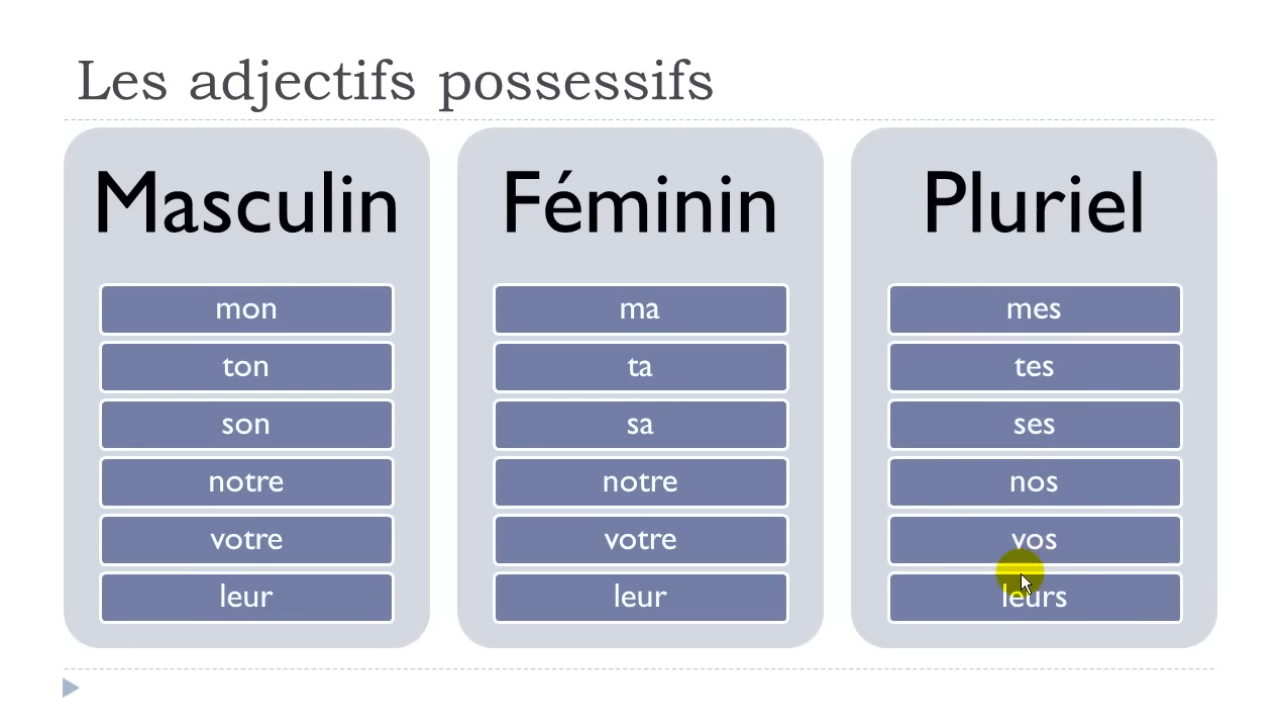 Les adjectifs possessifs
Masculin
mon
ton
son
notre
votre
leur
Féminin
ma
ta
sa
notre
votre
leur
Pluriel
mes
tes
ses
nos
vos
leurs